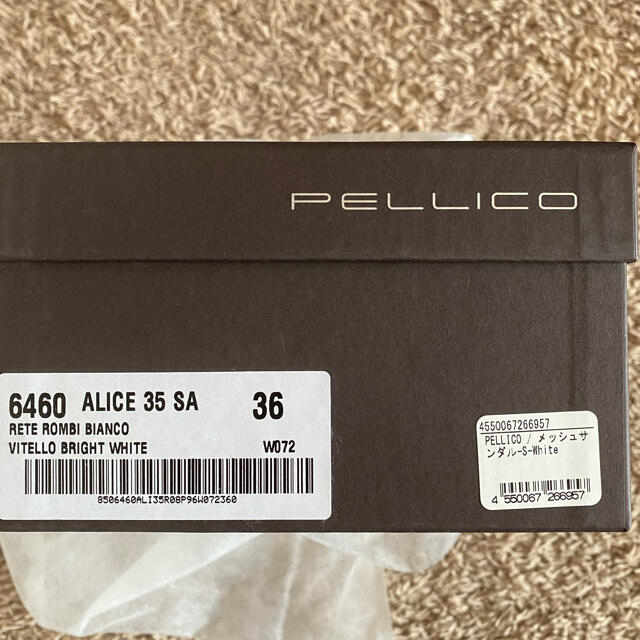 PELLICO
6460 ALICE 35 SA 36
RETE ROMBI BIANCO
VITELLO BRIGHT WHITE W072
8506460ALI35R08P96W072360
4550067266957
PELLICO / メッシュサ
ンダル-S-White
4 550067 266957